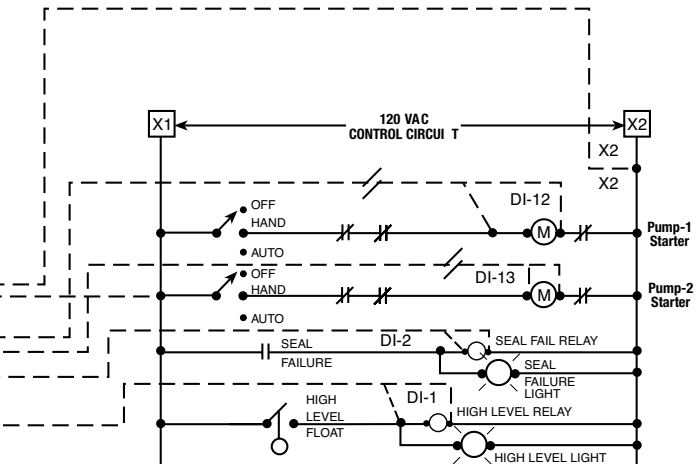 X1
120 VAC
CONTROL CIRCUI T
X2
X2
X2
OFF
HAND
AUTO
DI-12
M
Pump-1
Starter
OFF
HAND
AUTO
DI-13
M
Pump-2
Starter
SEAL
FAILURE
DI-2
SEAL FAIL RELAY
SEAL
FAILURE
LIGHT
HIGH
LEVEL
FLOAT
DI-1
HIGH LEVEL RELAY
HIGH LEVEL LIGHT